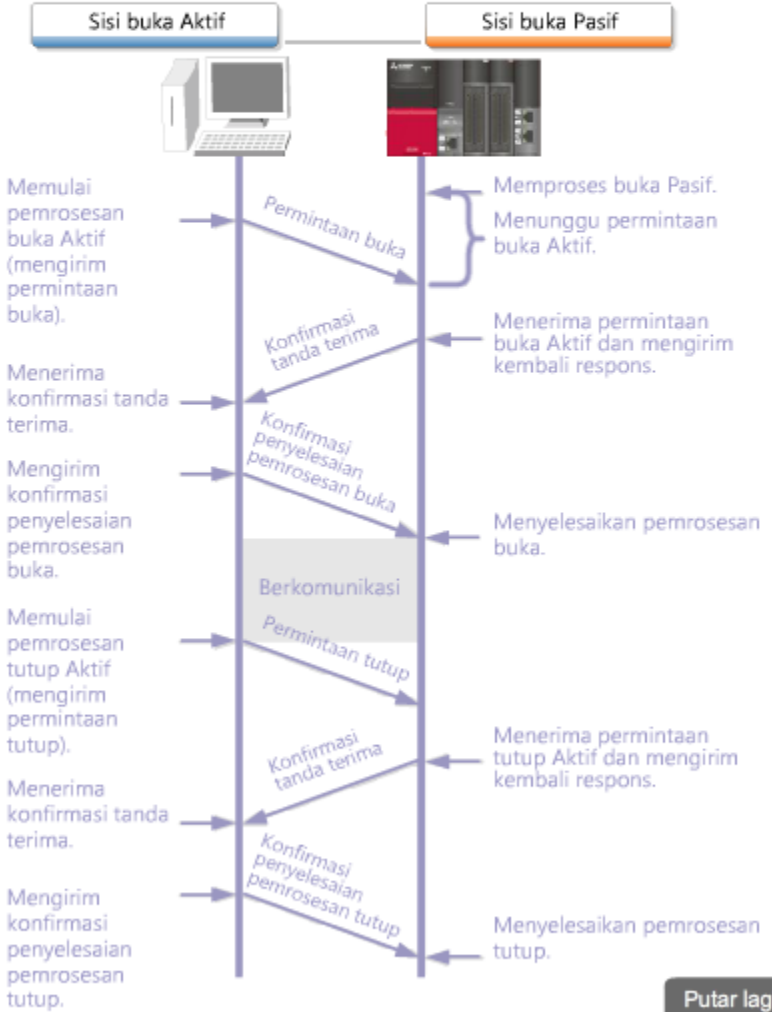 Sisi buka Aktif
Sisi buka Pasif
Memulai
pemrosesan
buka Aktif
(mengirim
permintaan
buka).
Permintaan buka
Memproses buka Pasif.
Menunggu permintaan
buka Aktif.
Konfirmasi
tanda terima
Menerima permintaan
buka Aktif dan mengirim
kembali respons.
Menerima
konfirmasi tanda
terima.
Konfirmasi
penyelesaian
pemrosesan buka
Mengirim
konfirmasi
penyelesaian
pemrosesan
buka.
Menyelesaikan pemrosesan
buka.
Berkomunikasi
Memulai
pemrosesan
tutup Aktif
(mengirim
permintaan
tutup).
Permintaan tutup
Konfirmasi
tanda terima
Menerima permintaan
tutup Aktif dan mengirim
kembali respons.
Menerima
konfirmasi tanda
terima.
Konfirmasi
penyelesaian
pemrosesan tutup
Mengirim
konfirmasi
penyelesaian
pemrosesan
tutup.
Menyelesaikan pemrosesan
tutup.
Putar lag